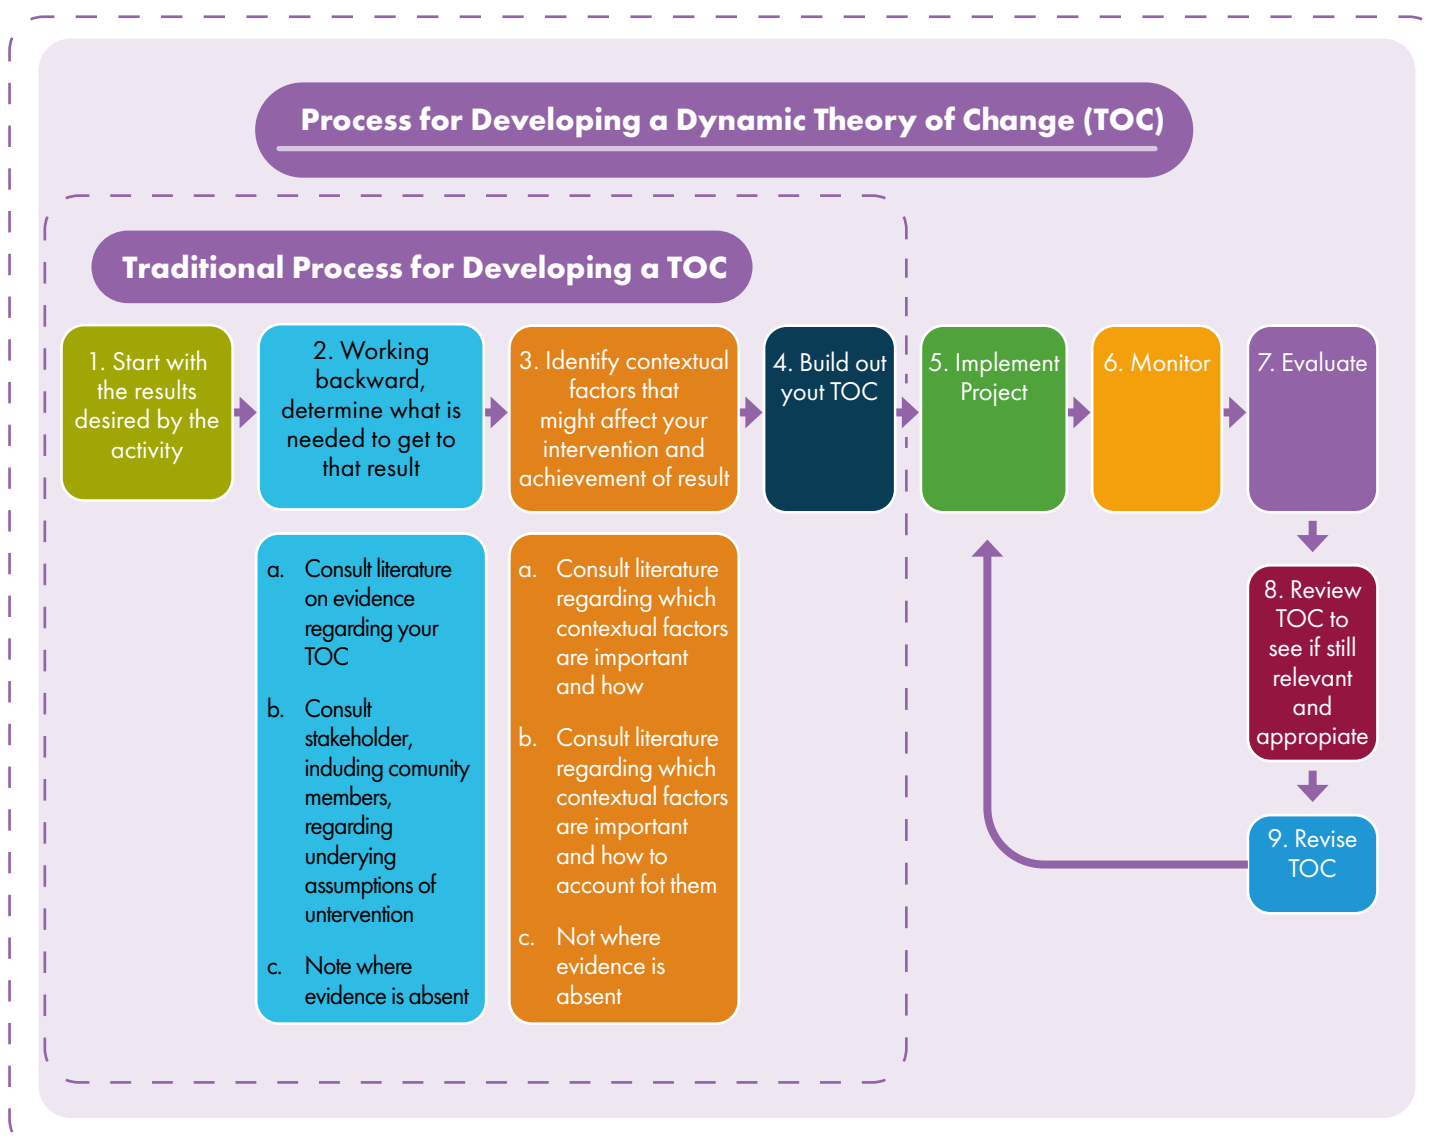 Process for Developing a Dynamic Theory of Change (TOC)
Traditional Process for Developing a TOC
1. Start with
the results
desired by the
activity
2. Working
backward,
determine what is
needed to get to
that result
3. Identify contextual
factors that
might affect your
intervention and
achievement of result
4. Build out
yout TOC
5. Implement
Project
6. Monitor
7. Evaluate
a. Consult literature
on evidence
regarding your
TOC
b. Consult
stakeholder,
induding comunity
members,
regarding
underying
assumptions of
untervention
c. Note where
evidence is absent
a. Consult literature
regarding which
contextual factors
are important
and how
b. Consult literature
regarding which
contextual factors
are important
and how to
account fot them
c. Not where
evidence is
absent
8. Review
TOC to
see if still
relevant
and
appropiate
9. Revise
TOC